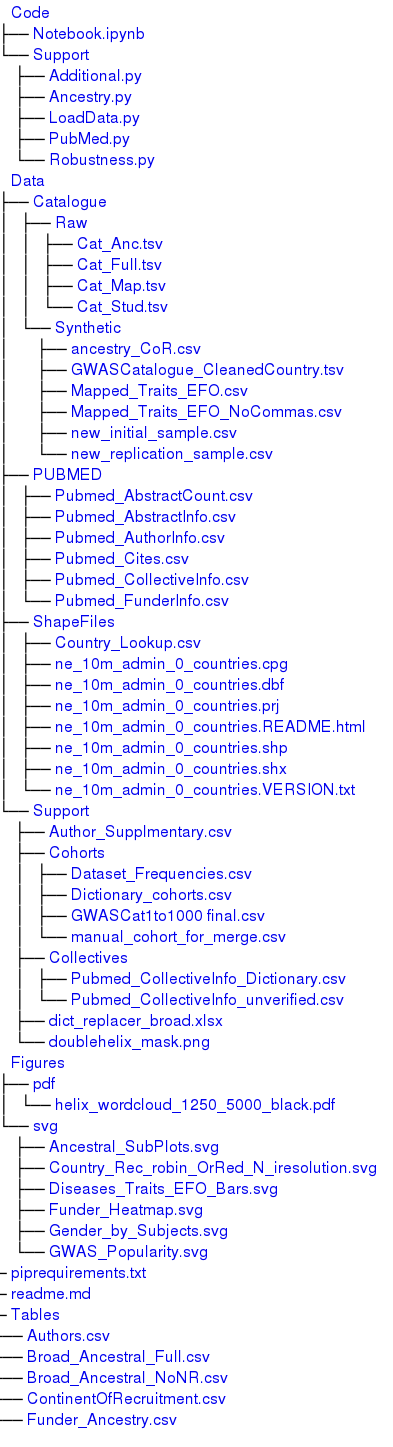 Code
Notebook.ipynb
Support
Additional.py
Ancestry.py
LoadData.py
PubMed.py
Robustness.py
Data
Catalogue
Raw
Cat_Anc.tsv
Cat_Full.tsv
Cat_Map.tsv
Cat_Stud.tsv
Synthetic
ancestry_CoR.csv
GWASCatalogue_CleanedCountry.tsv
Mapped_Traits_EFO.csv
Mapped_Traits_EFO_NoCommas.csv
new_initial_sample.csv
new_replication_sample.csv
PUBMED
Pubmed_AbstractCount.csv
Pubmed_AbstractInfo.csv
Pubmed_AuthorInfo.csv
Pubmed_Cites.csv
Pubmed_CollectiveInfo.csv
Pubmed_FunderInfo.csv
ShapeFiles
Country_Lookup.csv
ne_10m_admin_0_countries.cpg
ne_10m_admin_0_countries.dbf
ne_10m_admin_0_countries.prj
ne_10m_admin_0_countries.README.html
ne_10m_admin_0_countries.shp
ne_10m_admin_0_countries.shx
ne_10m_admin_0_countries.VERSION.txt
Support
Author_Supplmentary.csv
Cohorts
Dataset_Frequencies.csv
Dictionary_cohorts.csv
GWASCat1to1000 final.csv
manual_cohort_for_merge.csv
Collectives
Pubmed_CollectiveInfo_Dictionary.csv
Pubmed_CollectiveInfo_unverified.csv
dict_replacer_broad.xlsx
doublehelix_mask.png
Figures
pdf
helix_wordcloud_1250_5000_black.pdf
svg
Ancestral_SubPlots.svg
Country_Rec_robin_OrRed_N_iresolution.svg
Diseases_Traits_EFO_Bars.svg
Funder_Heatmap.svg
Gender_by_Subjects.svg
GWAS_Popularity.svg
piprequirements.txt
readme.md
Tables
Authors.csv
Broad_Ancestral_Full.csv
Broad_Ancestral_NoNR.csv
ContinentOfRecruitment.csv
Funder_Ancestry.csv